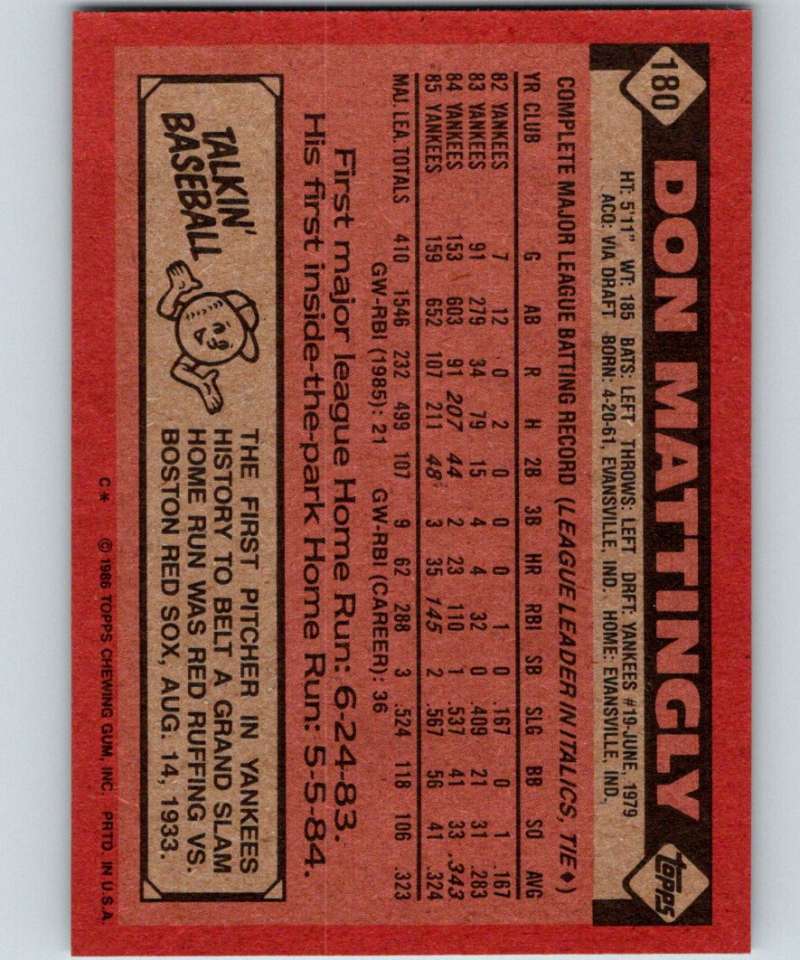 180
DON MATTINGLY
topps
HT: 5'11" WT: 185 BATS: LEFT THROWS: LEFT DRFT: YANKEES #19-JUNE, 1979
ACQ: VIA DRAFT BORN: 4-20-61, EVANSVILLE, IND. HOME: EVANSVILLE, IND.
COMPLETE MAJOR LEAGUE BATTING RECORD (LEAGUE LEADER IN ITALICS, TIE♦)
YR CLUB G AB R H 2B 3B HR RBI SB SLG BB SO AVG
82 YANKEES 7 12 0 2 0 0 0 1 0 .167 0 1 .167
83 YANKEES 91 279 34 79 15 4 4 32 0 .409 21 31 .283
84 YANKEES 153 603 91 207 44 2 23 110 1 .537 41 33 .343
85 YANKEES 159 652 107 211 48 3 35 145 2 .567 56 41 .324
MAJ. LEA. TOTALS 410 1546 232 499 107 9 62 288 3 .524 118 106 .323
GW-RBI (1985): 21 GW-RBI (CAREER): 36
First major league Home Run: 6-24-83.
His first inside-the-park Home Run: 5-5-84.
TALKIN'
BASEBALL
THE FIRST PITCHER IN YANKEES
HISTORY TO BELT A GRAND SLAM
HOME RUN WAS RED RUFFING VS.
BOSTON RED SOX, AUG. 14, 1933.
C* © 1986 TOPPS CHEWING GUM, INC. PRTD. IN U.S.A.